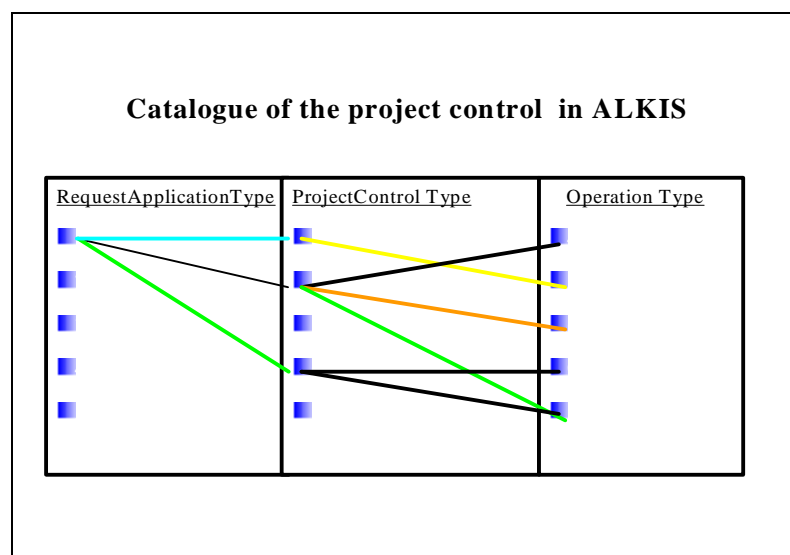 Catalogue of the project control in ALKIS
RequestApplicationType ProjectControl Type Operation Type